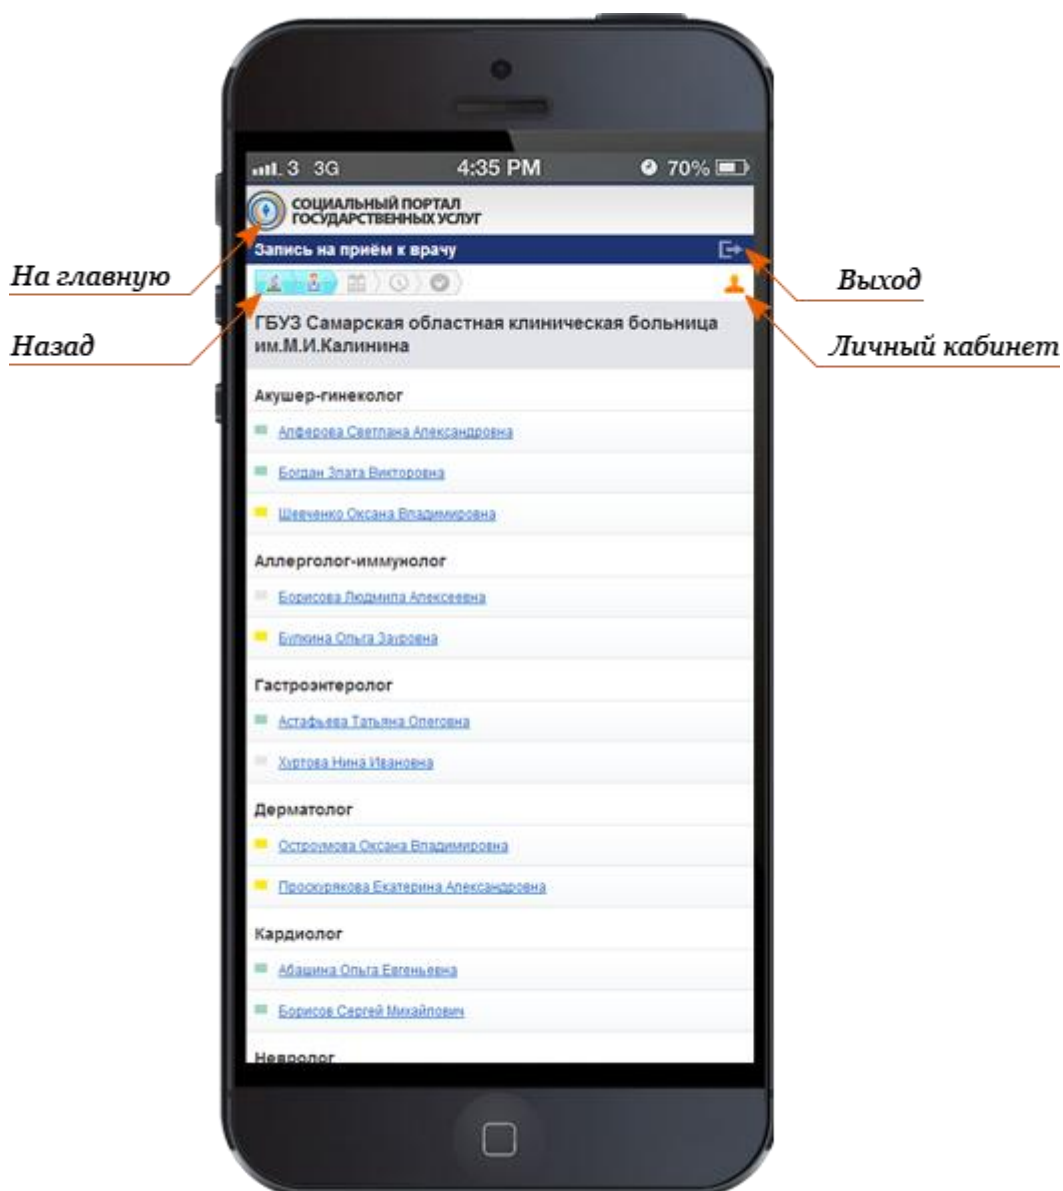 3 3G 4:35 PM 70%
СОЦИАЛЬНЫЙ ПОРТАЛ
ГОСУДАРСТВЕННЫХ УСЛУГ
Запись на приём к врачу
На главную
Выход
Назад
Личный кабинет
ГБУЗ Самарская областная клиническая больница
им.М.И.Калинина
Акушер-гинеколог
Алферова Светлана Александровна
Богдан Злата Викторовна
Шевченко Оксана Владимировна
Аллерголог-иммунолог
Борисова Людмила Алексеевна
Булкина Ольга Зауровна
Гастроэнтеролог
Астафьева Татьяна Олеговна
Хуртова Нина Ивановна
Дерматолог
Остроумова Оксана Владимировна
Проскурякова Екатерина Александровна
Кардиолог
Абашина Ольга Евгеньевна
Борисов Сергей Михайлович
Невролог